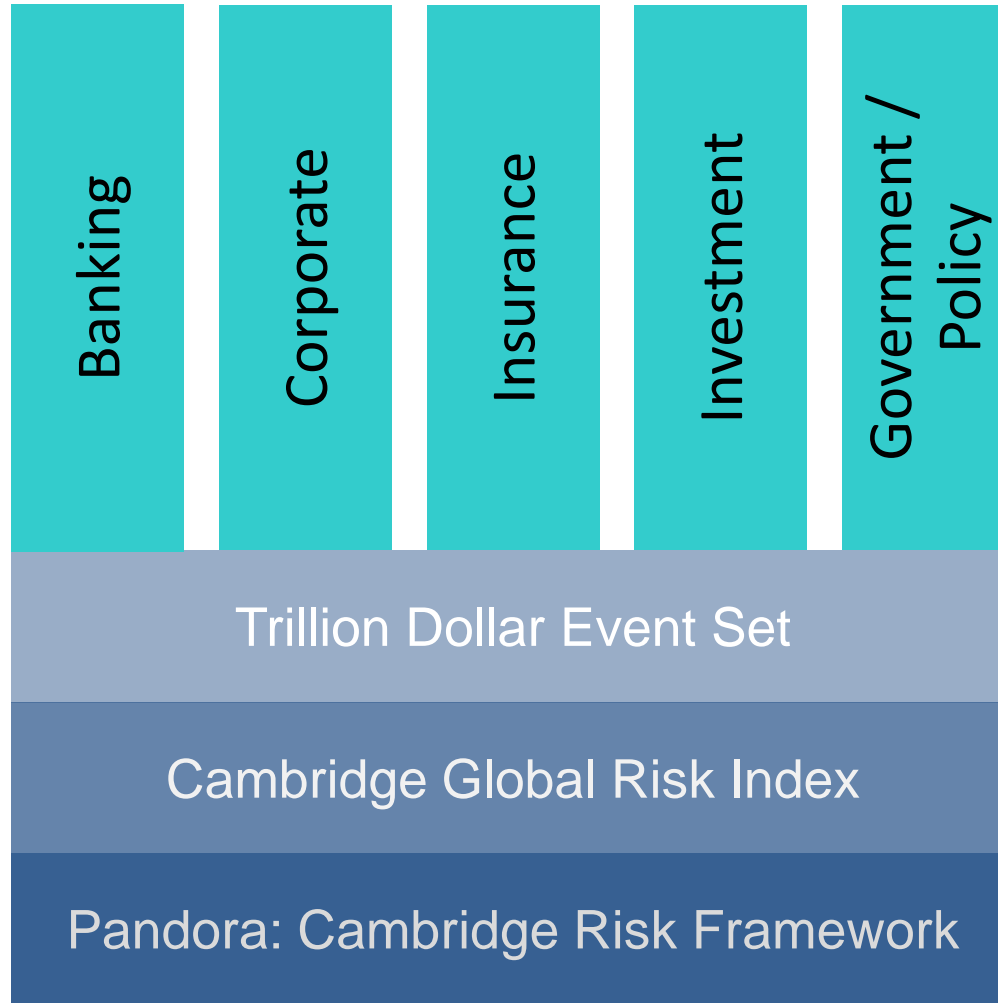 Banking
Corporate
Insurance
Investment
Government /
Policy
Trillion Dollar Event Set
Cambridge Global Risk Index
Pandora: Cambridge Risk Framework